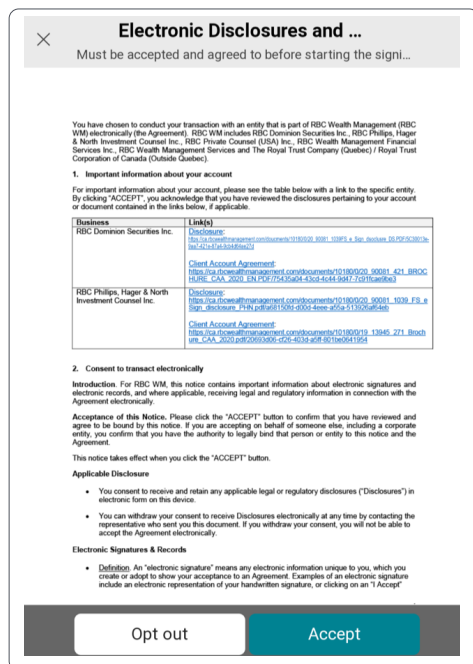 Electronic Disclosures and ...
Must be accepted and agreed to before starting the signi...
You have chosen to conduct your transaction with an entity that is part of RBC Wealth Management (RBC
WM) electronically (the Agreement). RBC WM includes RBC Dominion Securities Inc., RBC Phillips, Hager
& North Investment Counsel Inc., RBC Private Counsel (USA) Inc., RBC Wealth Management Financial
Services Inc., RBC Wealth Management Services and The Royal Trust Company (Quebec) / Royal Trust
Corporation of Canada (Outside Quebec).
1. Important information about your account
For important information about your account, please see the table below with a link to the specific entity.
By clicking "ACCEPT", you acknowledge that you have reviewed the disclosures pertaining to your account
or document contained in the links below, if applicable.
Business Link(s)
RBC Dominion Securities Inc. Disclosure:
Client Account Agreement:
https://ca.rbcwealthmanagement.com/documents/10180/0/20_90081_421_BROC
HURE_CAA_2020_EN.PDF/75435a04-43cd-4c44-9d47-7c91fcae9be3
RBC Phillips, Hager & North Disclosure:
Investment Counsel Inc. https://ca.rbcwealthmanagement.com/documents/10180/0/20_90081_1039_FS_e
Sign_disclosure_PHN.pdf/a68150fd-d00d-4eee-a55a-513926af64eb
Client Account Agreement:
https://ca.rbcwealthmanagement.com/documents/10180/0/19_13945_271_Broch
ure_CAA_2020.pdf/20693d06-cf26-403d-a5ff-801be0641954
2. Consent to transact electronically
Introduction. For RBC WM, this notice contains important information about electronic signatures and
electronic records, and where applicable, receiving legal and regulatory information in connection with the
Agreement electronically.
Acceptance of this Notice. Please click the "ACCEPT" button to confirm that you have reviewed and
agree to be bound by this notice. If you are accepting on behalf of someone else, including a corporate
entity, you confirm that you have the authority to legally bind that person or entity to this notice and the
Agreement.
This notice takes effect when you click the "ACCEPT" button.
Applicable Disclosure
• You consent to receive and retain any applicable legal or regulatory disclosures ("Disclosures") in
electronic form on this device.
• You can withdraw your consent to receive Disclosures electronically at any time by contacting the
representative who sent you this document. If you withdraw your consent, you will not be able to
accept the Agreement electronically.
Electronic Signatures & Records
• Definition. An "electronic signature" means any electronic information unique to you, which you
create or adopt to show your acceptance to an Agreement. Examples of an electronic signature
include an electronic representation of your handwritten signature, or clicking on an "I Accept"
Opt out
Accept